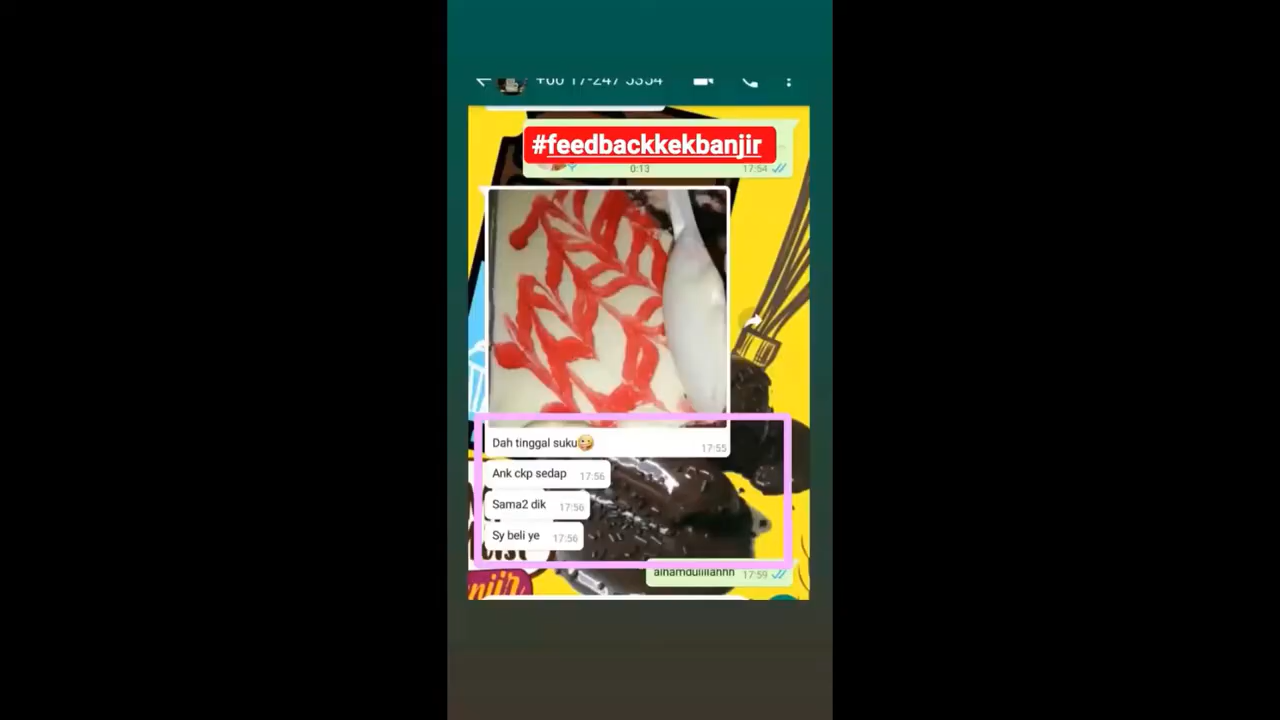 #feedbackkekbanjir
0:13
17:54
Dah tinggal suku🤪
17:55
Ank ckp sedap
17:56
Sama2 dik
17:56
Sy beli ye
17:56
alhamdulillahhh
17:59